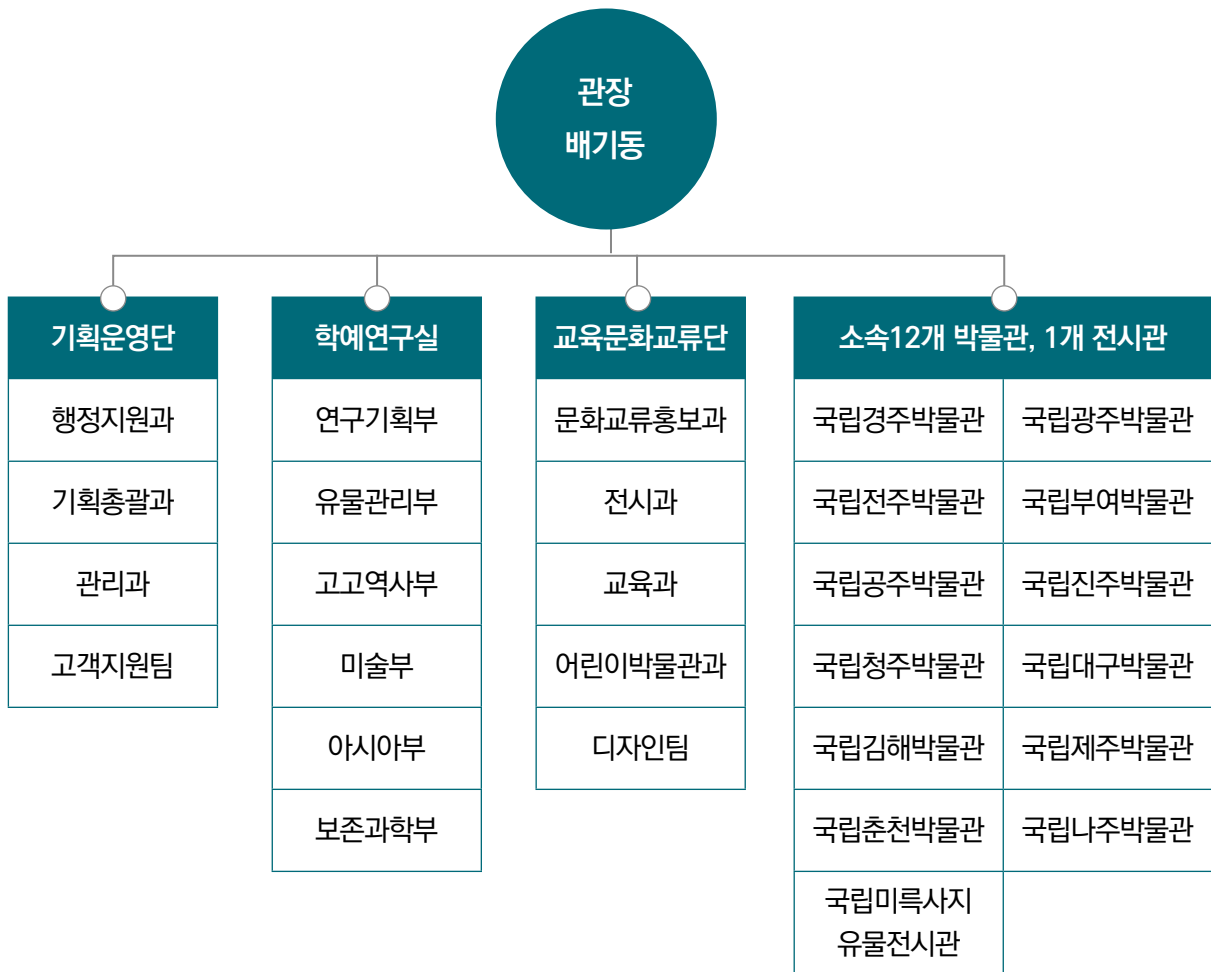 관장
배기동
기획운영단
행정지원과
기획총괄과
관리과
고객지원팀
학예연구실
연구기획부
유물관리부
고고역사부
미술부
아시아부
보존과학부
교육문화교류단
문화교류홍보과
전시과
교육과
어린이박물관과
디자인팀
소속12개 박물관, 1개 전시관
국립경주박물관 국립광주박물관
국립전주박물관 국립부여박물관
국립공주박물관 국립진주박물관
국립청주박물관 국립대구박물관
국립김해박물관 국립제주박물관
국립춘천박물관 국립나주박물관
국립미륵사지
유물전시관